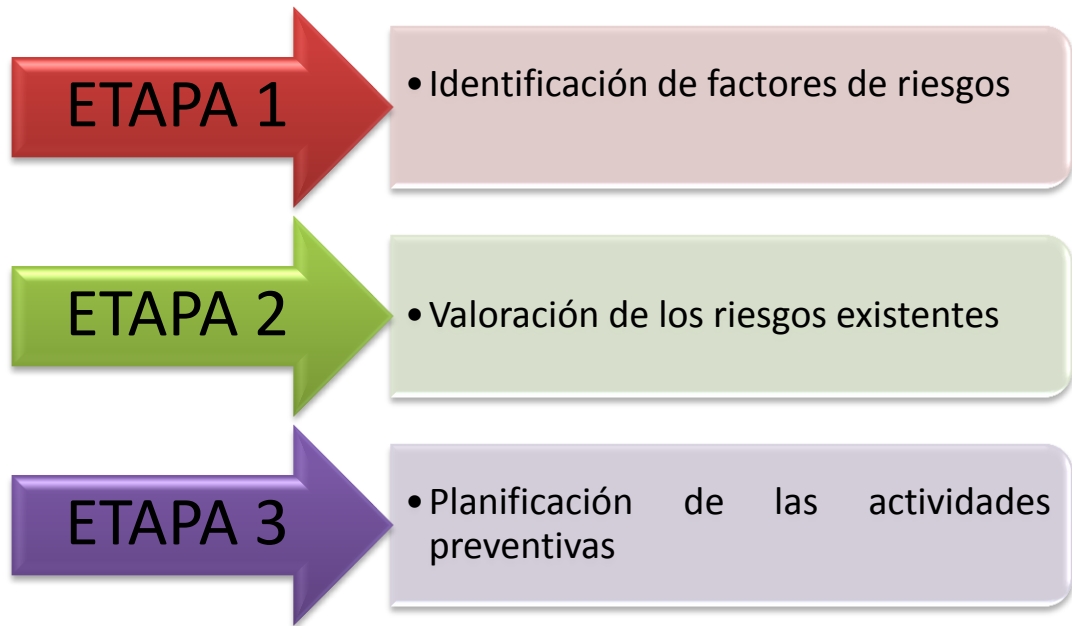 ETAPA 1
• Identificación de factores de riesgos
ETAPA 2
• Valoración de los riesgos existentes
ETAPA 3
• Planificación de las actividades
preventivas